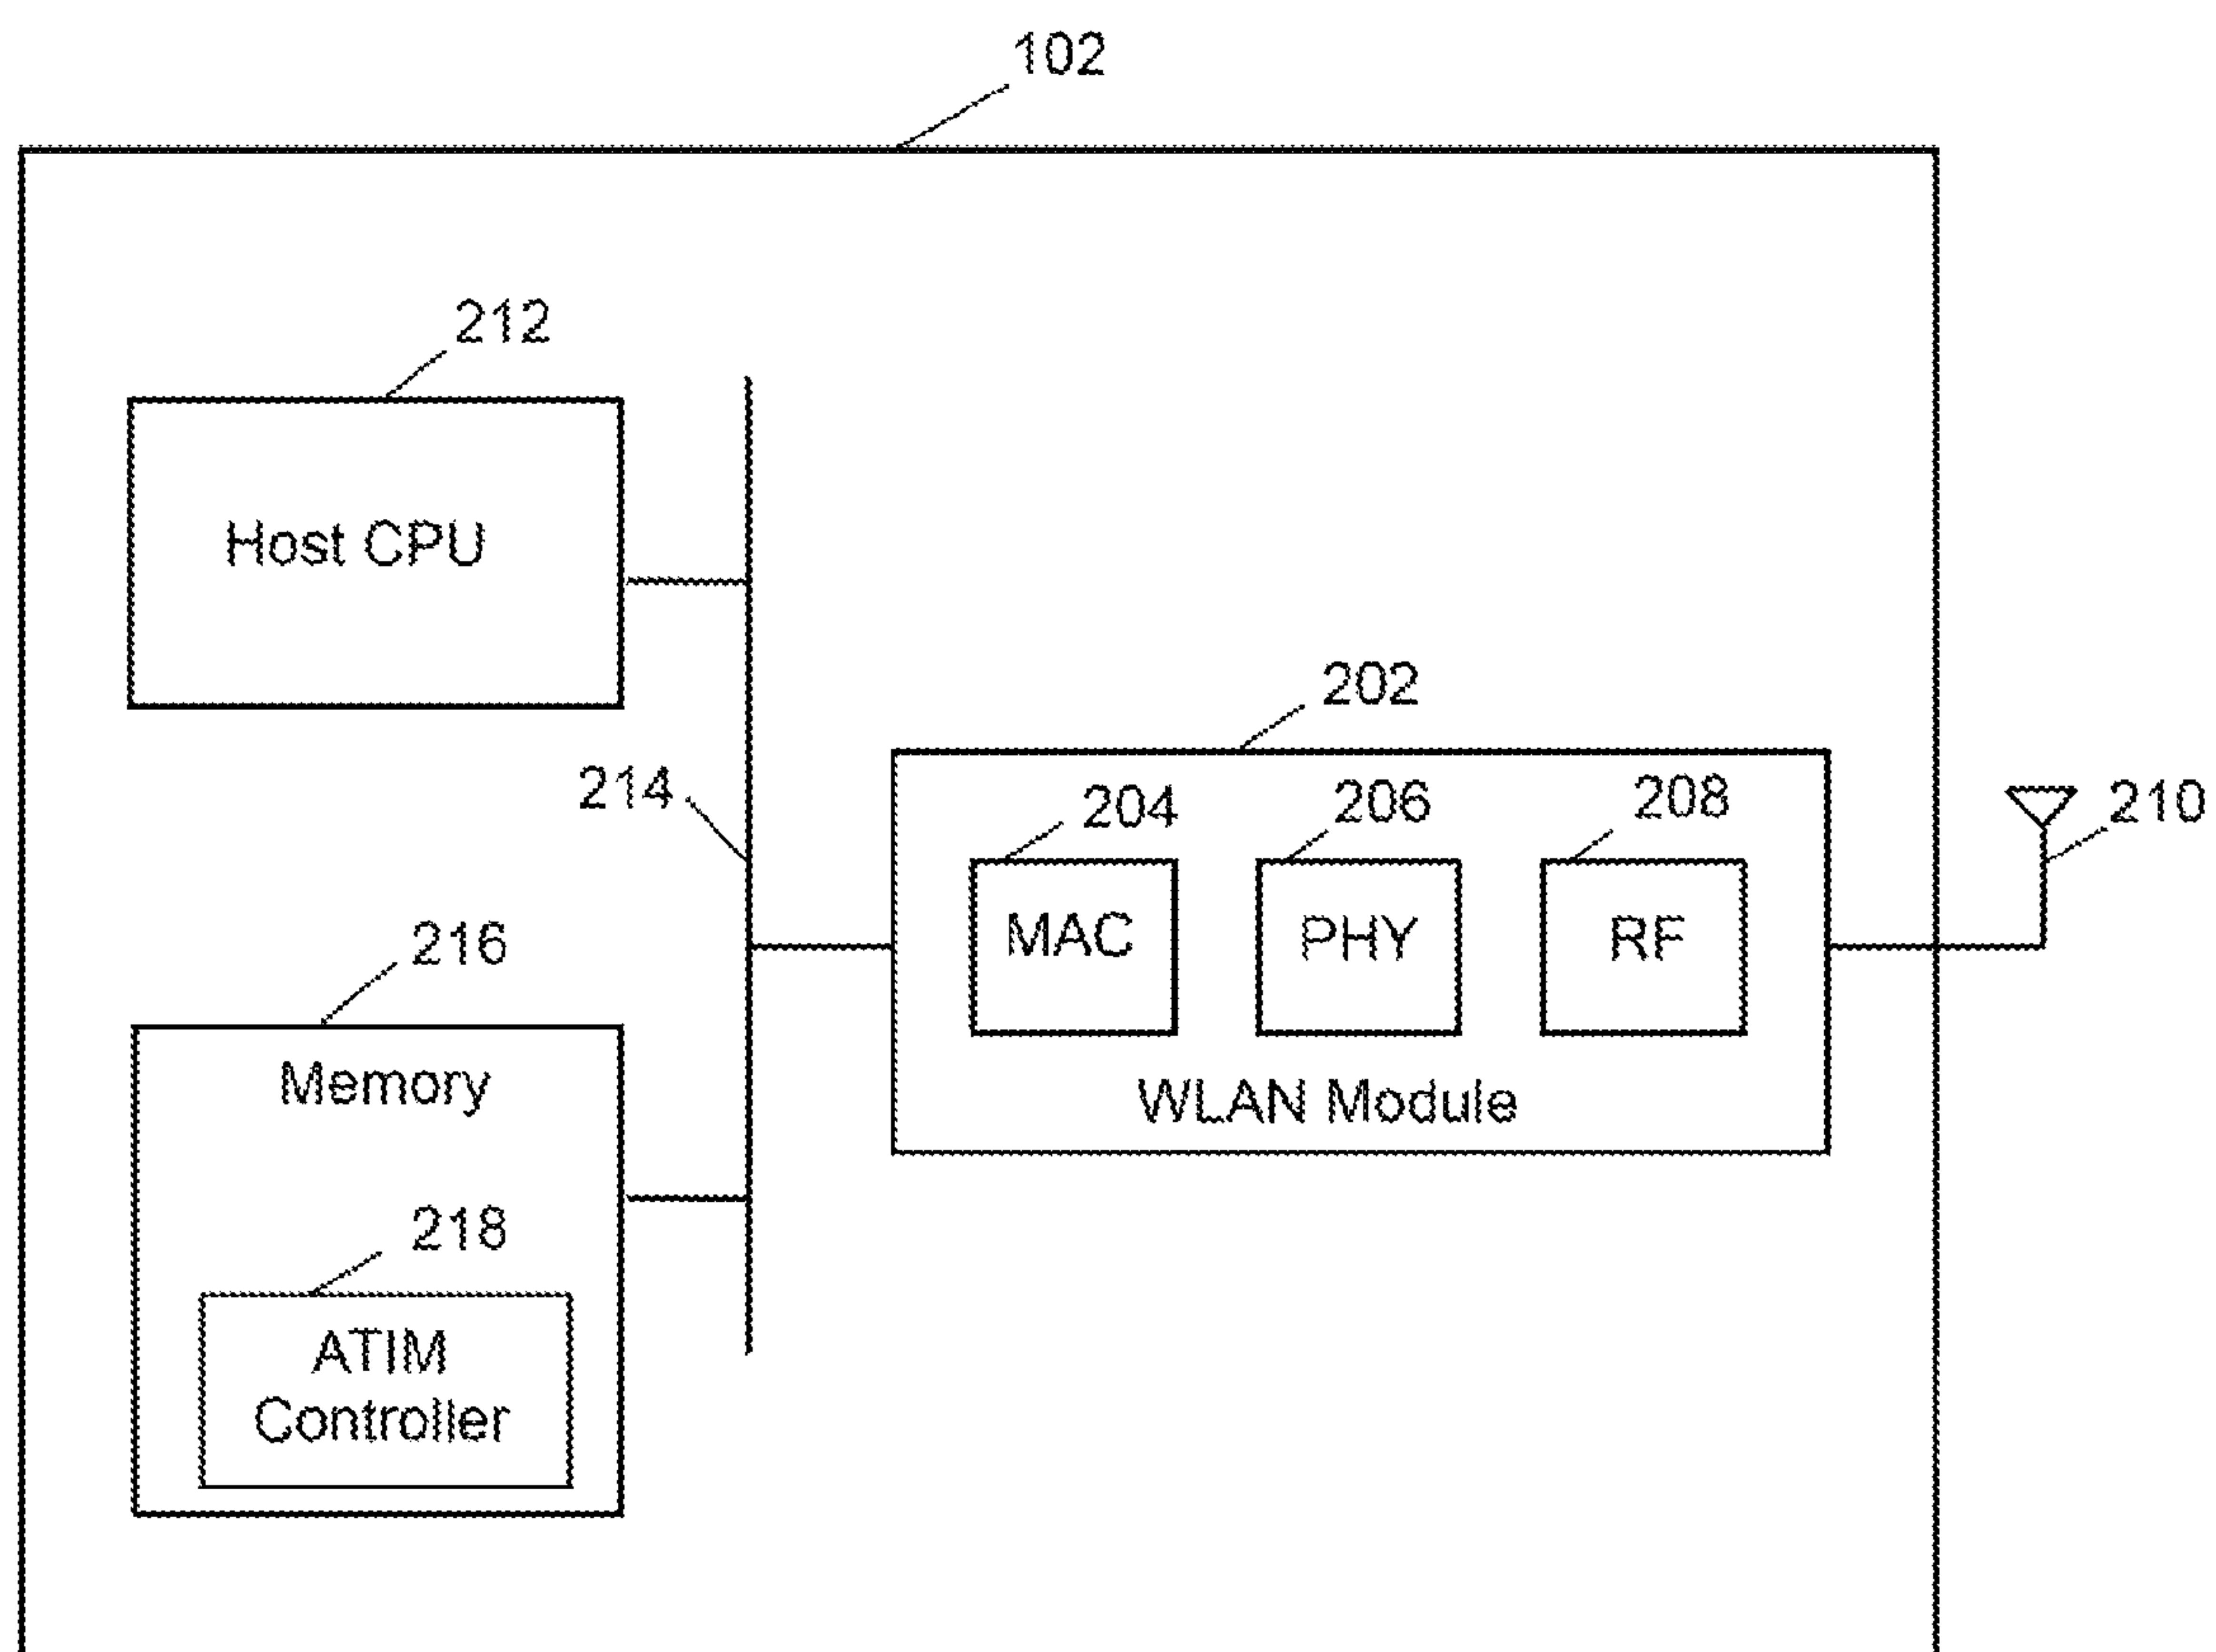 102
212
Host CPU
202
214
204
206
208
210
MAC
PHY
RF
216
Memory
WLAN Module
218
ATIM
Controller